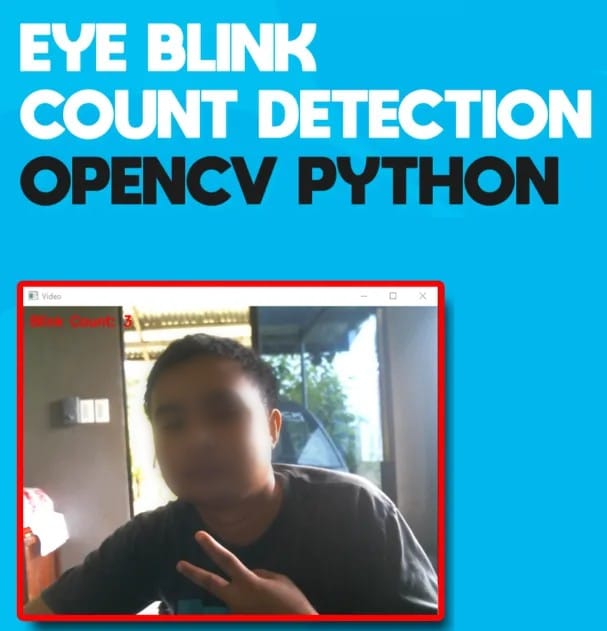 EYE BLINK
COUNT DETECTION
OPENCV PYTHON
Video
Blink Count: 3